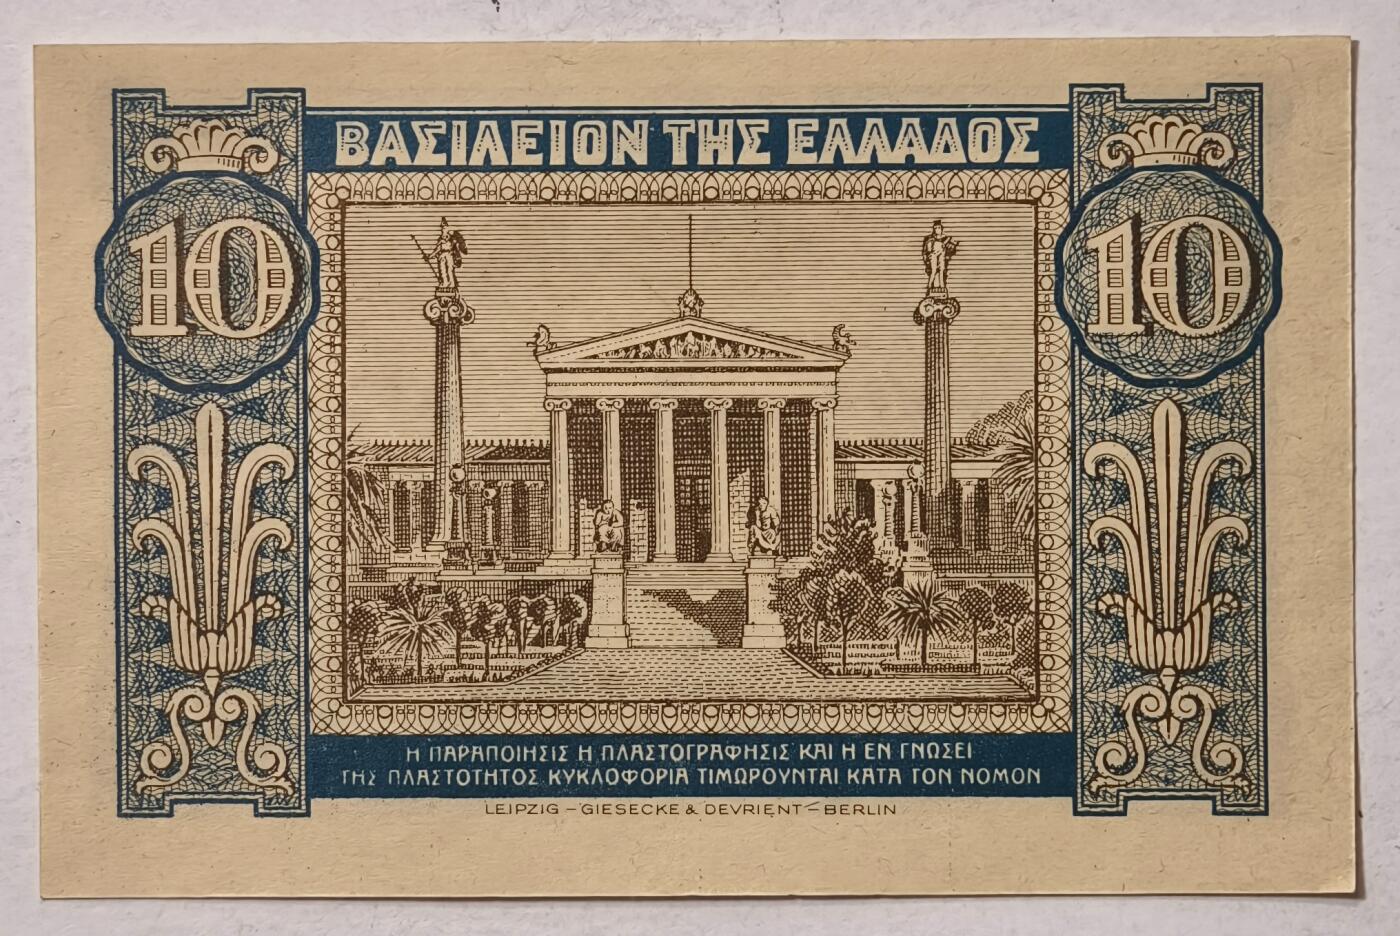 ΒΑΣΙΛΕΙΟΝ ΤΗΣ ΕΛΛΑΔΟΣ
10 10
Η ΠΑΡΑΠΟΙΗΣΙΣ Η ΠΛΑΣΤΟΓΡΑΦΗΣΙΣ ΚΑΙ Η ΕΝ ΓΝΩΣΕΙ
ΤΗΣ ΠΛΑΣΤΟΤΗΤΟΣ ΚΥΚΛΟΦΟΡΙΑ ΤΙΜΩΡΟΥΝΤΑΙ ΚΑΤΑ ΤΟΝ ΝΟΜΟΝ
LEIPZIG – GIESECKE & DEVRIENT – BERLIN